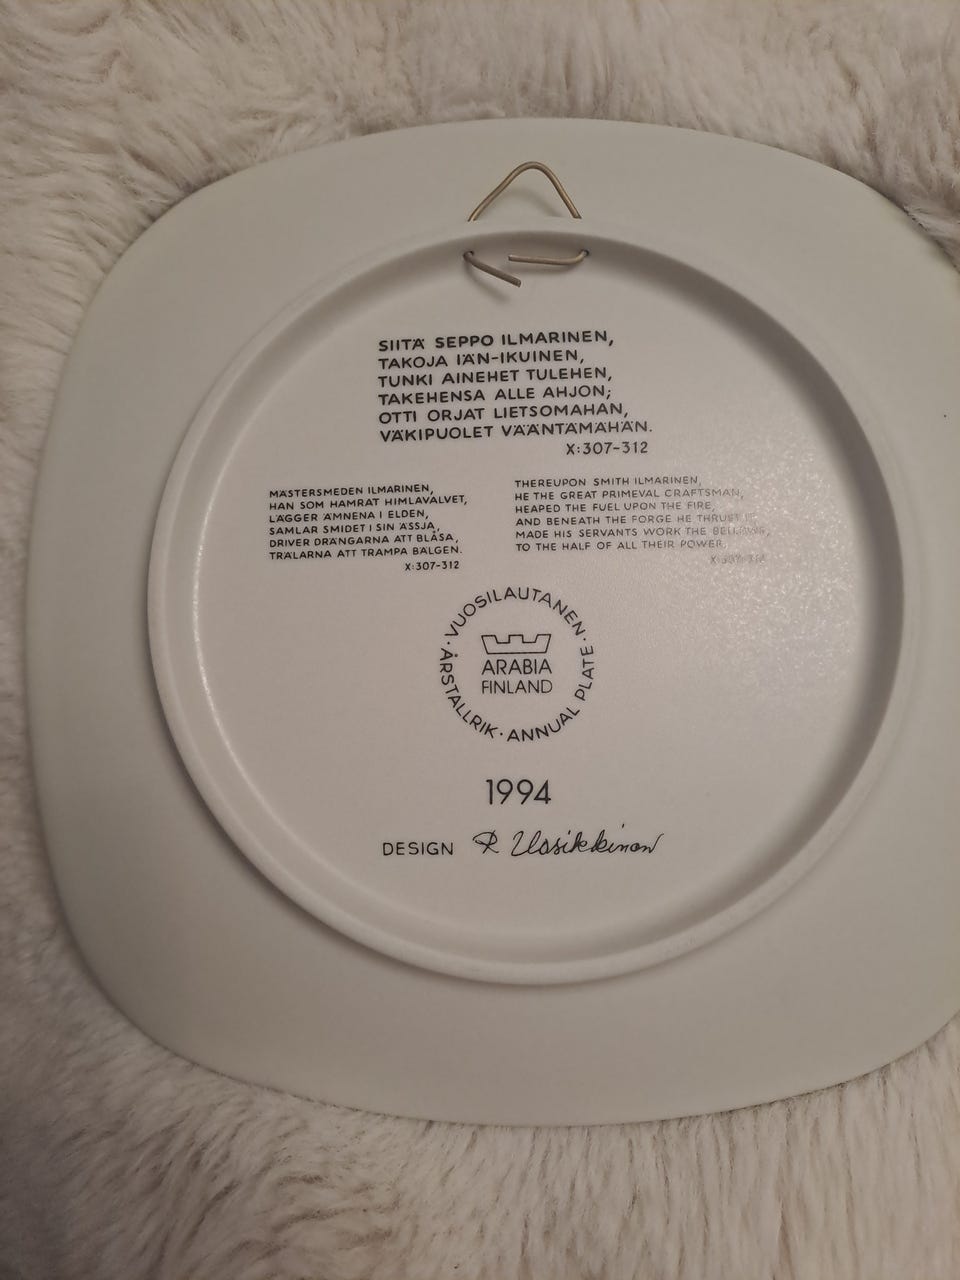 SIITÄ SEPPO ILMARINEN,
TAKOJA IÄN-IKUINEN,
TUNKI AINEHET TULEHEN,
TAKEHENSA ALLE AHJON;
OTTI ORJAT LIETSOMAHAN,
VÄKIPUOLET VÄÄNTÄMÄHÄN.
X:307-312
MÄSTERSMEDEN ILMARINEN,
HAN SOM HAMRAT HIMLAVALVET,
LÄGGER ÄMNENA I ELDEN,
SAMLAR SMIDET I SIN ÄSSJA,
DRIVER DRÄNGARNA ATT BLÅSA,
TRÄLARNA ATT TRAMPA BÄLGEN.
X:307-312
THEREUPON SMITH ILMARINEN,
HE THE GREAT PRIMEVAL CRAFTSMAN,
HEAPED THE FUEL UPON THE FIRE,
AND BENEATH THE FORGE HE THRUST
MADE HIS SERVANTS WORK THE
TO THE HALF OF ALL THEIR POWER.
·VUOSILAUTANEN·
ARABIA
FINLAND
ÅRSTALLRIK·ANNUAL PLATE
1994
DESIGN R Uosikkinen